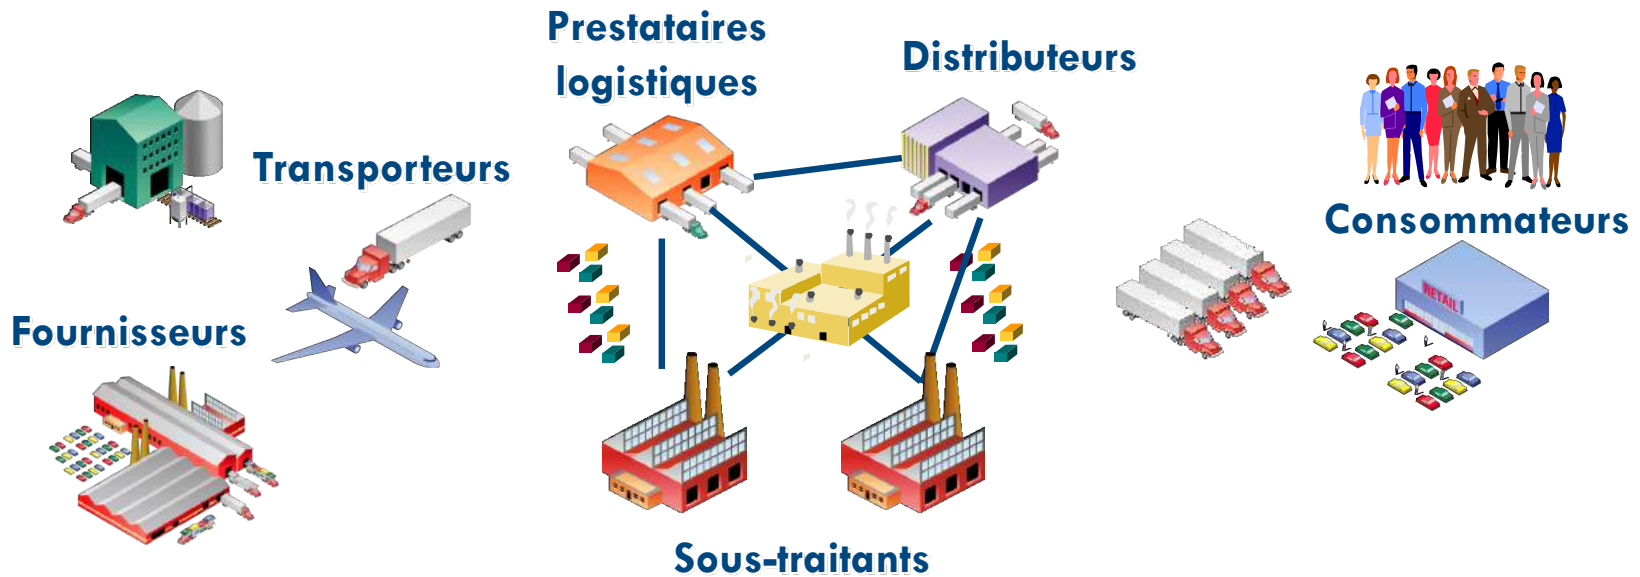 Prestataires
logistiques
Distributeurs
Transporteurs
Consommateurs
Fournisseurs
RETAIL
Sous-traitants